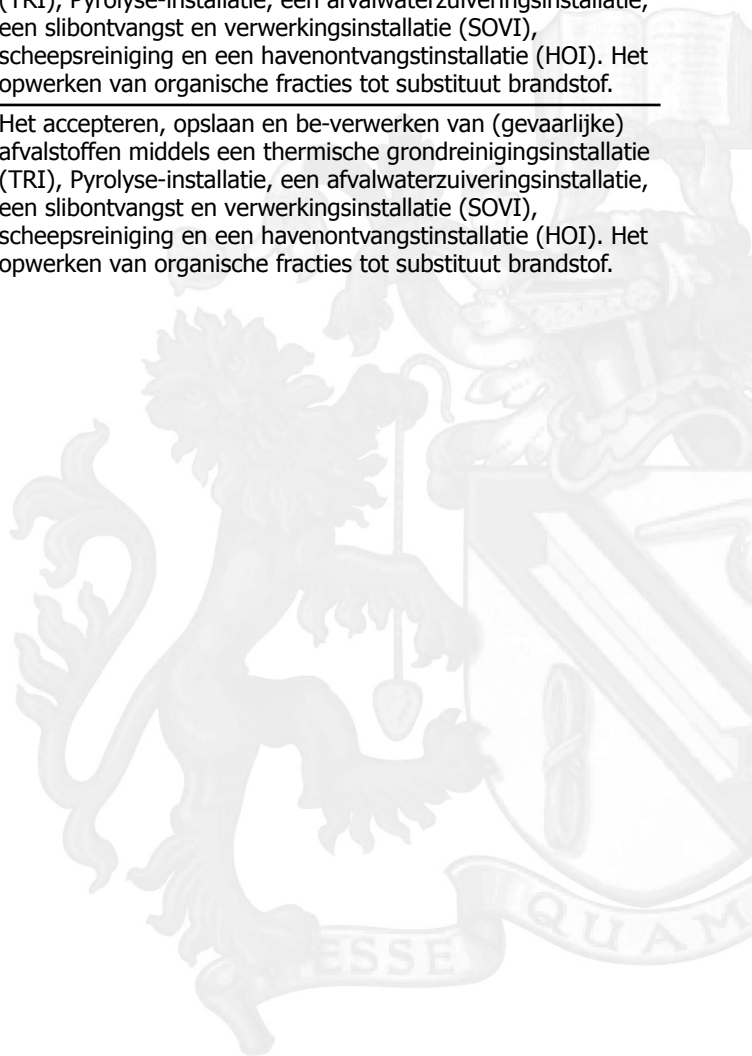 (TRI), Pyrolyse-installatie, een afvalwaterzuiveringsinstallatie,
een slibontvangst en verwerkingsinstallatie (SOVI),
scheepsreiniging en een havenontvangstinstallatie (HOI). Het
opwerken van organische fracties tot substituut brandstof.
Het accepteren, opslaan en be-verwerken van (gevaarlijke)
afvalstoffen middels een thermische grondreinigingsinstallatie
(TRI), Pyrolyse-installatie, een afvalwaterzuiveringsinstallatie,
een slibontvangst en verwerkingsinstallatie (SOVI),
scheepsreiniging en een havenontvangstinstallatie (HOI). Het
opwerken van organische fracties tot substituut brandstof.
ESSE QUAM